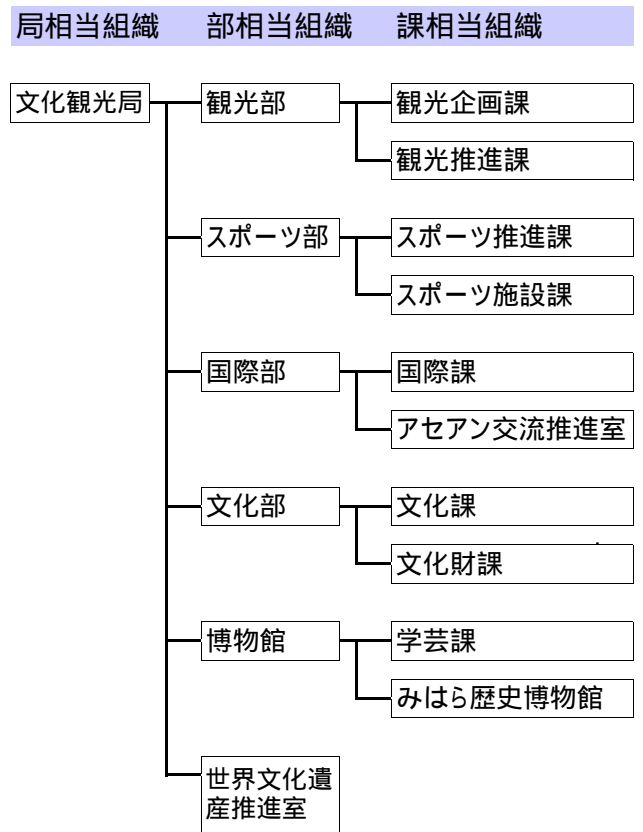 局相当組織 部相当組織 課相当組織
文化観光局 観光部 観光企画課
観光推進課
スポーツ部 スポーツ推進課
スポーツ施設課
国際部 国際課
アセアン交流推進室
文化部 文化課
文化財課
博物館 学芸課
みはら歴史博物館
世界文化遺
産推進室